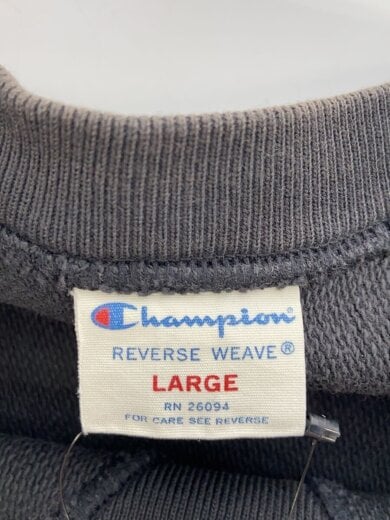 Champion®
REVERSE WEAVE®
LARGE
RN 26094
FOR CARE SEE REVERSE